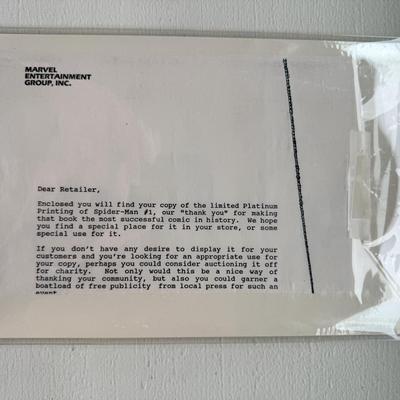 MARVEL
ENTERTAINMENT
GROUP, INC.
Dear Retailer,
Enclosed you will find your copy of the limited Platinum
Printing of Spider-Man #1, our "thank you" for making
that book the most successful comic in history. We hope
you find a special place for it in your store, or some
special use for it.
If you don't have any desire to display it for your
customers and you're looking for an appropriate use for
your copy, perhaps you could consider auctioning it off
for charity. Not only would this be a nice way of
thanking your community, but also you could garner a
boatload of free publicity from local press for such an
event